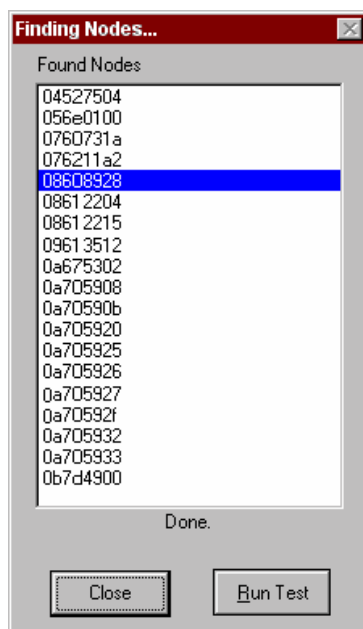 Finding Nodes...
Found Nodes
04527504
056e0100
0760731a
076211a2
08608928
08612204
08612215
09613512
0a675302
0a705908
0a70590b
0a705920
0a705925
0a705926
0a705927
0a70592f
0a705932
0a705933
0b7d4900
Done.
Close Run Test